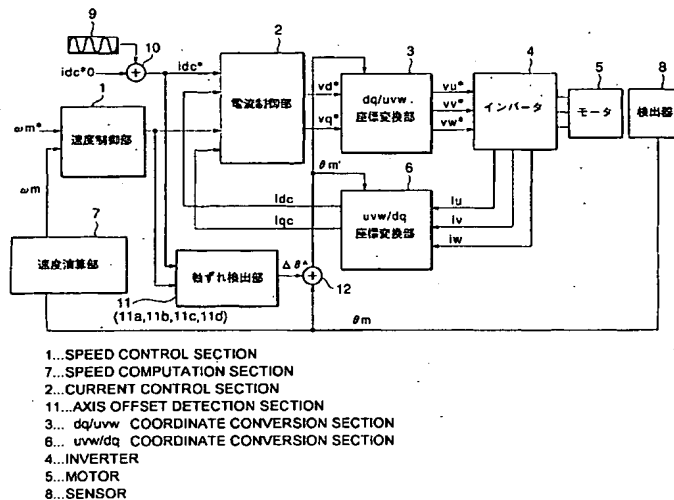 9
10
idc*0
idc*
1
2
3
4
5
8
ωm*
速度制御部
電流制御部
vd*
vq*
dq/uvw
座標変換部
vu*
vv*
vw*
インバータ
モータ
検出器
ωm
θm'
6
Idc
Iqc
uvw/dq
座標変換部
Iu
Iv
iw
7
速度演算部
軸ずれ検出部
Δθ^
12
11
(11a,11b,11c,11d)
θm
1...SPEED CONTROL SECTION
7...SPEED COMPUTATION SECTION
2...CURRENT CONTROL SECTION
11...AXIS OFFSET DETECTION SECTION
3... dq/uvw COORDINATE CONVERSION SECTION
6... uvw/dq COORDINATE CONVERSION SECTION
4...INVERTER
5...MOTOR
8...SENSOR